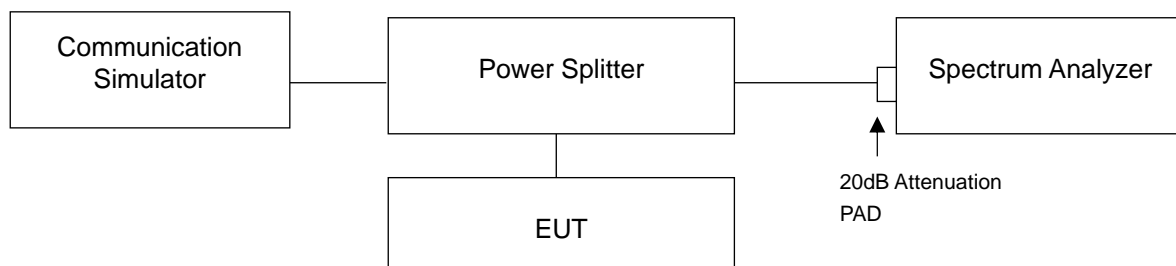 Communication
Simulator
Power Splitter
Spectrum Analyzer
20dB Attenuation
PAD
EUT